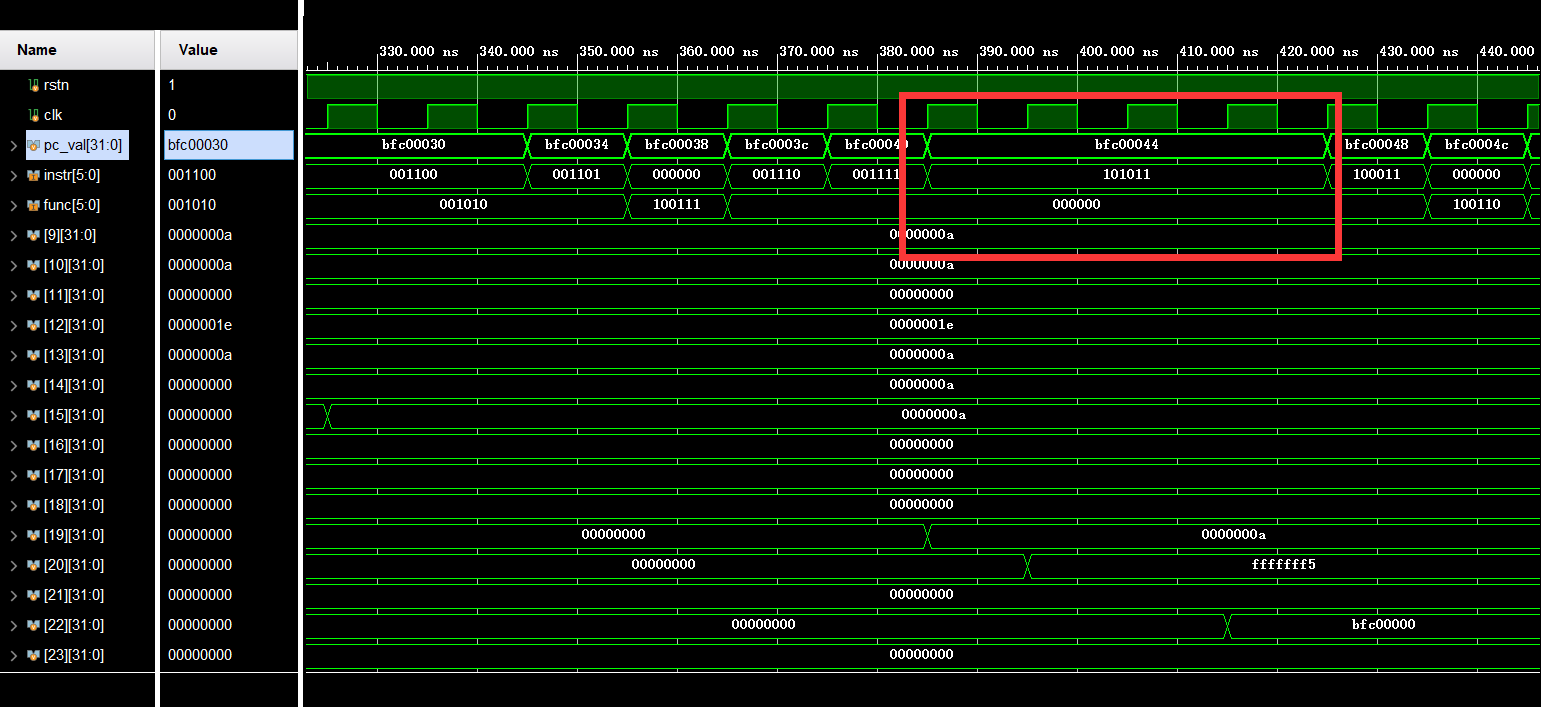 Name Value 330.000 ns 340.000 ns 350.000 ns 360.000 ns 370.000 ns 380.000 ns 390.000 ns 400.000 ns 410.000 ns 420.000 ns 430.000 ns 440.000
rstn 1
clk 0
pc_val[31:0] bfc00030 bfc00030 bfc00034 bfc00038 bfc0003c bfc00040 bfc00044 bfc00048 bfc0004c
instr[5:0] 001100 001100 001101 000000 001110 001111 101011 100011 000000
func[5:0] 001010 001010 100111 000000 100110
[9][31:0] 0000000a 0000000a
[10][31:0] 0000000a 0000000a
[11][31:0] 00000000 00000000
[12][31:0] 0000001e 0000001e
[13][31:0] 0000000a 0000000a
[14][31:0] 00000000 0000000a
[15][31:0] 00000000 0000000a
[16][31:0] 00000000 00000000
[17][31:0] 00000000 00000000
[18][31:0] 00000000 00000000
[19][31:0] 00000000 00000000 0000000a
[20][31:0] 00000000 00000000 fffffff5
[21][31:0] 00000000 00000000
[22][31:0] 00000000 00000000 bfc00000
[23][31:0] 00000000 00000000